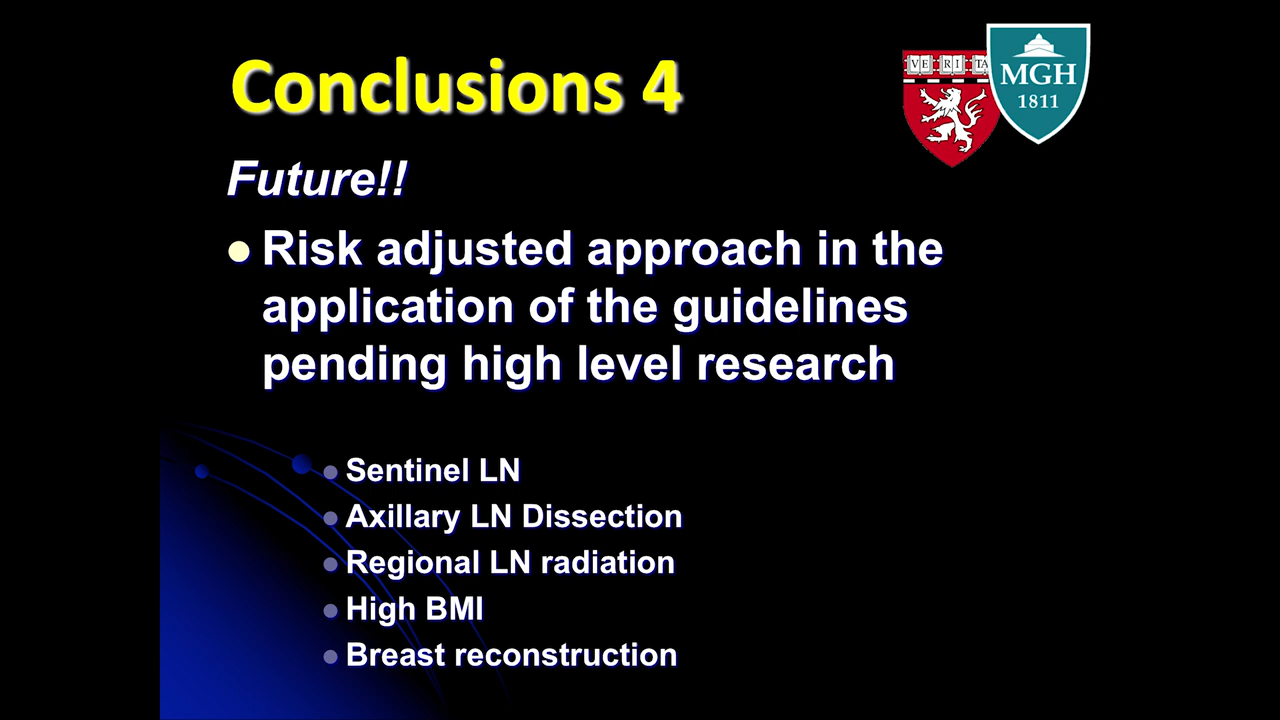 Conclusions 4
VE RI TA
MGH
1811
Future!!
Risk adjusted approach in the
application of the guidelines
pending high level research
Sentinel LN
Axillary LN Dissection
Regional LN radiation
High BMI
Breast reconstruction